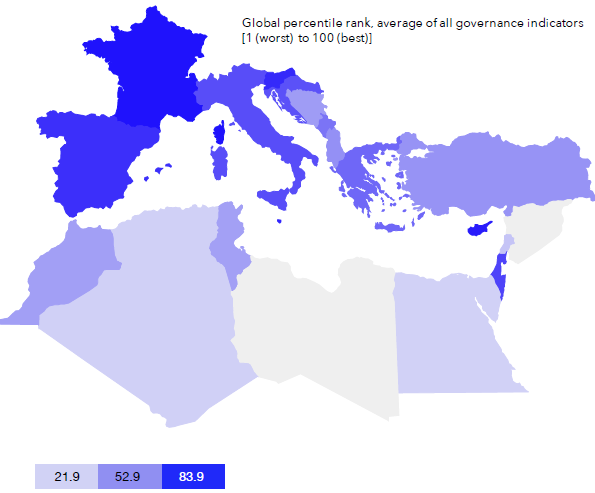 Global percentile rank, average of all governance indicators
[1 (worst) to 100 (best)]
21.9 52.9 83.9